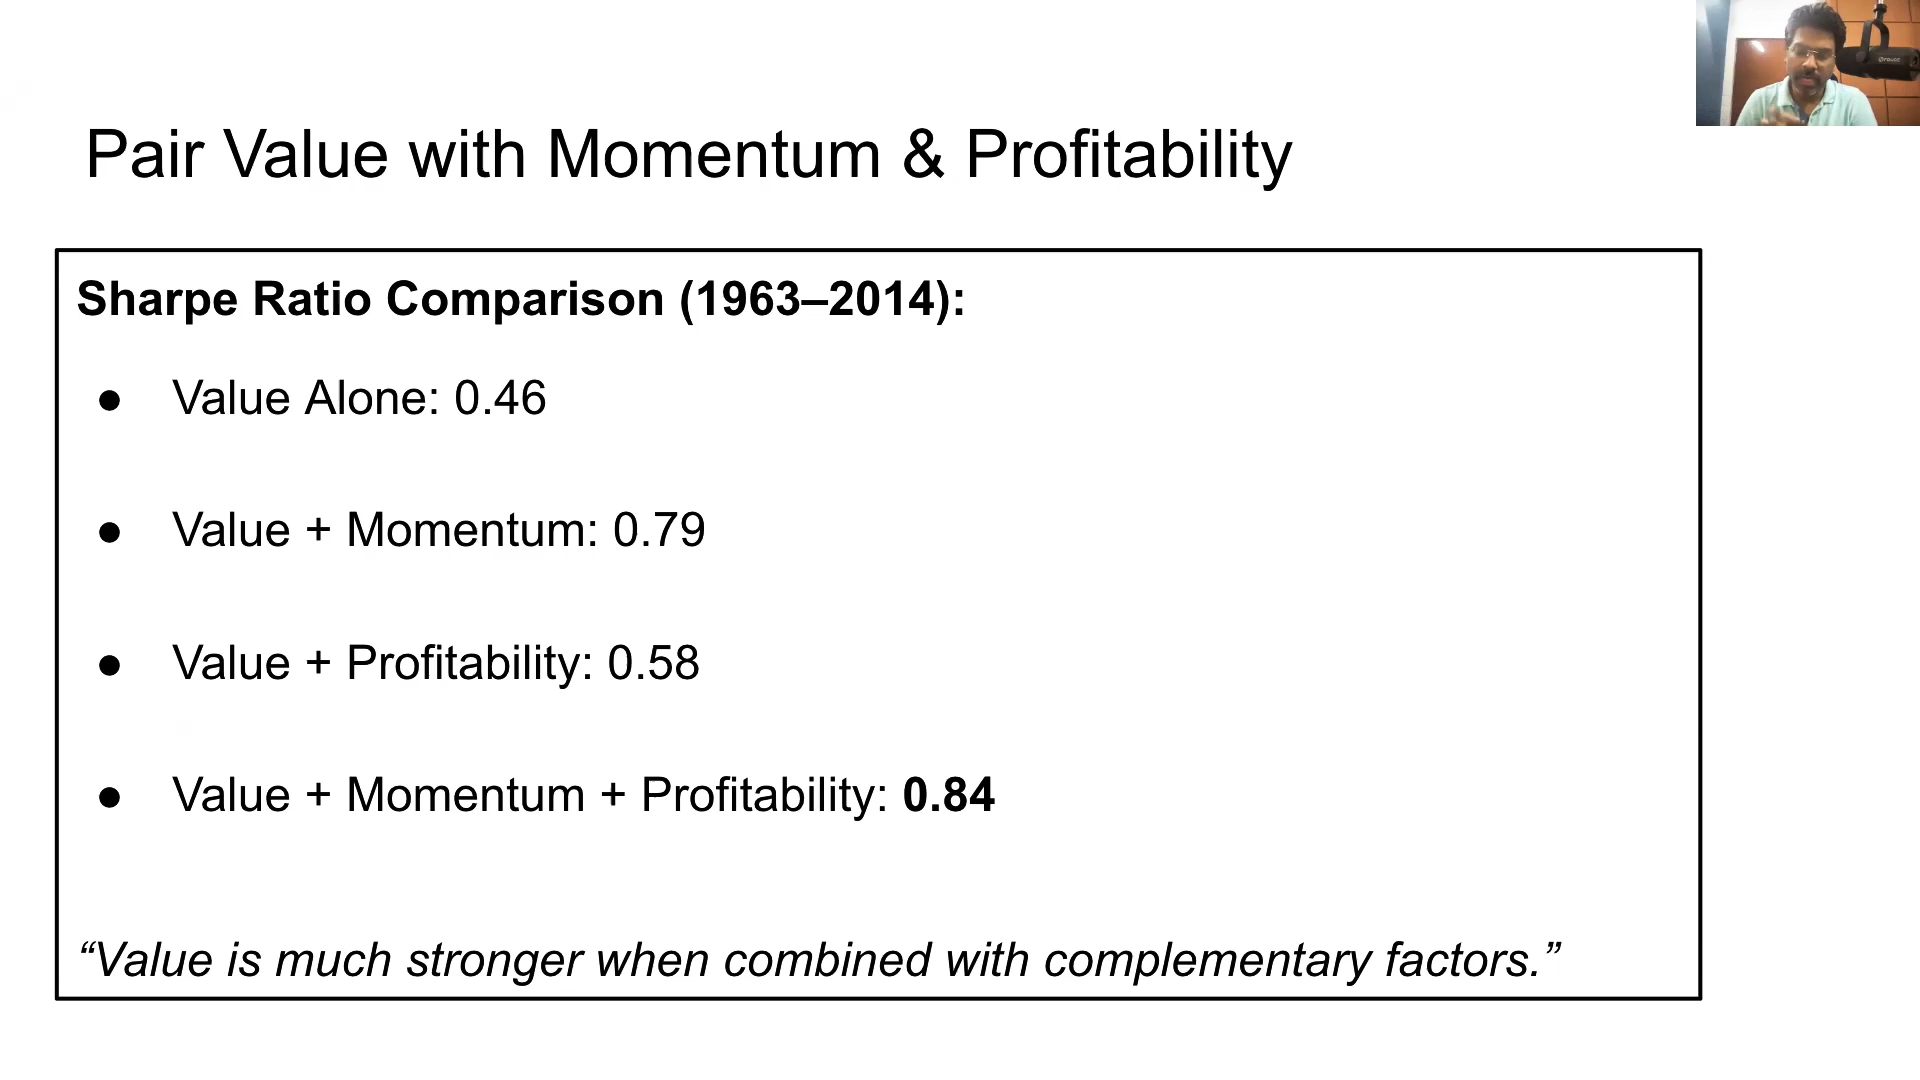 Pair Value with Momentum & Profitability
Sharpe Ratio Comparison (1963–2014):
● Value Alone: 0.46
● Value + Momentum: 0.79
● Value + Profitability: 0.58
● Value + Momentum + Profitability: 0.84
“Value is much stronger when combined with complementary factors.”